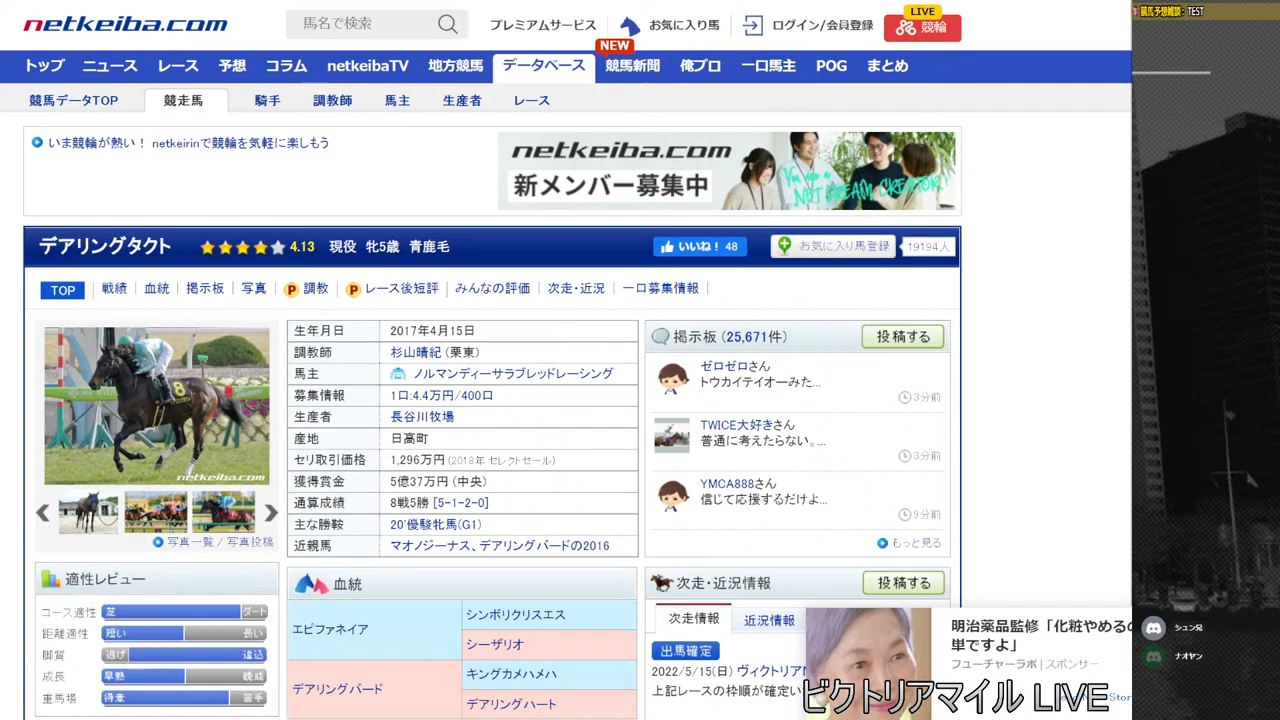 netkeiba.com
馬名で検索
プレミアムサービス
お気に入り馬
ログイン/会員登録
LIVE
競輪
競馬予想雑談: TEST
NEW
トップ ニュース レース 予想 コラム netkeibaTV 地方競馬 データベース 競馬新聞 俺プロ 一口馬主 POG まとめ
競馬データTOP 競走馬 騎手 調教師 馬主 生産者 レース
いま競輪が熱い! netkeirinで競輪を気軽に楽しもう
netkeiba.com
新メンバー募集中
デアリングタクト 4.13 現役 牝5歳 青鹿毛
いいね! 48
お気に入り馬登録
19194人
TOP 戦績 血統 掲示板 写真 P 調教 P レース後短評 みんなの評価 次走・近況 一口募集情報
8
netkeiba.com
写真一覧 / 写真投稿
生年月日 2017年4月15日
調教師 杉山晴紀 (栗東)
馬主 ノルマンディーサラブレッドレーシング
募集情報 1口:4.4万円/400口
生産者 長谷川牧場
産地 日高町
セリ取引価格 1,296万円 (2018年 セレクトセール)
獲得賞金 5億37万円 (中央)
通算成績 8戦5勝 [5-1-2-0]
主な勝鞍 20'優駿牝馬(G1)
近親馬 マオノジーナス、デアリングバードの2016
掲示板 (25,671件)
投稿する
ゼロゼロさん
トウカイテイオーみた...
3分前
TWICE大好きさん
普通に考えたらない。...
3分前
YMCA888さん
信じて応援するだけよ...
9分前
もっと見る
適性レビュー
コース適性 芝 ダート
距離適性 短い 長い
脚質 逃げ 追込
成長 早熟 晩成
重馬場 得意 苦手
血統
エピファネイア
シンボリクリスエス
シーザリオ
デアリングバード
キングカメハメハ
デアリングハート
次走・近況情報
投稿する
次走情報 近況情報
出馬確定
2022/5/15(日) ヴィクトリアM
上記レースの枠順が確定い
明治薬品監修「化粧やめるの
単ですよ」
フューチャーラボ | スポンサー
ビクトリアマイル LIVE
シュン兄
ナオヤン